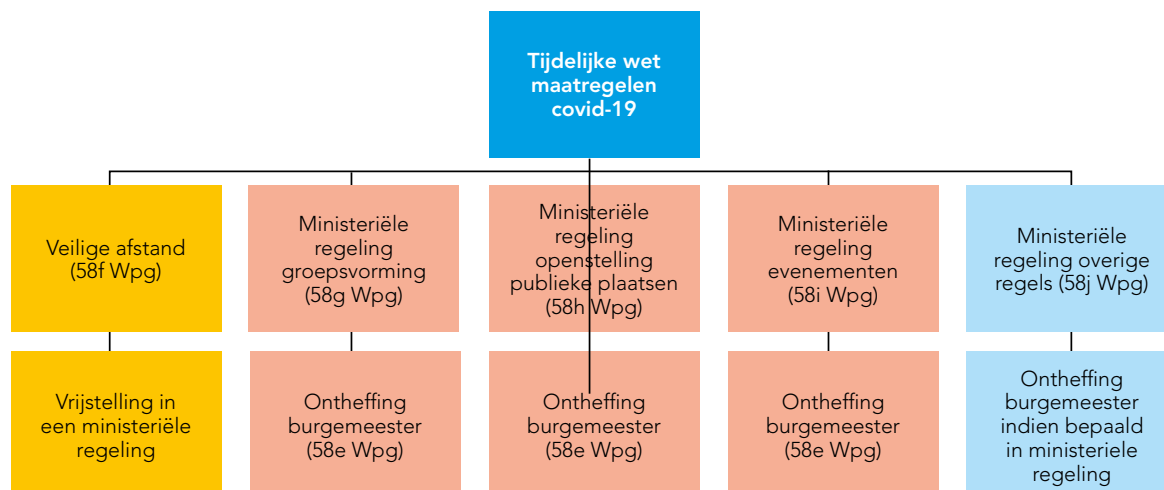 Tijdelijke wet
maatregelen
covid-19
Veilige afstand
(58f Wpg)
Ministeriële
regeling
groepsvorming
(58g Wpg)
Ministeriële
regeling
openstelling
publieke plaatsen
(58h Wpg)
Ministeriële
regeling
evenementen
(58i Wpg)
Ministeriële
regeling overige
regels (58j Wpg)
Vrijstelling in
een ministeriële
regeling
Ontheffing
burgemeester
(58e Wpg)
Ontheffing
burgemeester
(58e Wpg)
Ontheffing
burgemeester
(58e Wpg)
Ontheffing
burgemeester
indien bepaald
in ministeriele
regeling